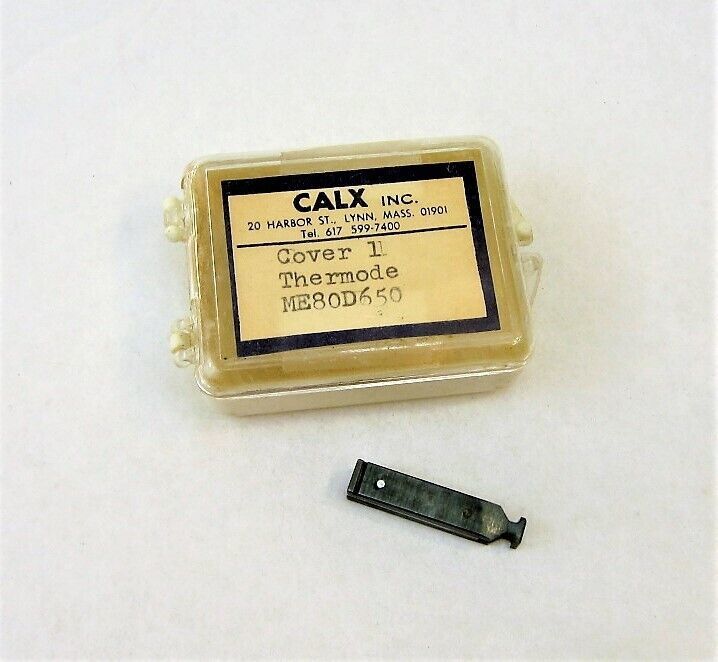 CALX INC.
20 HARBOR ST., LYNN, MASS. 01901
Tel. 617 599-7400
Cover 1
Thermode
ME80D650